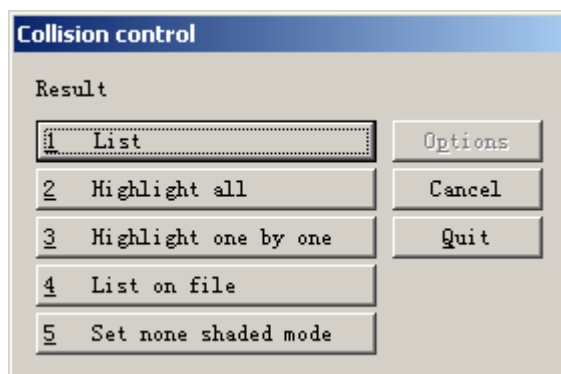 Collision control
Result
1 List
Options
2 Highlight all
Cancel
3 Highlight one by one
Quit
4 List on file
5 Set none shaded mode